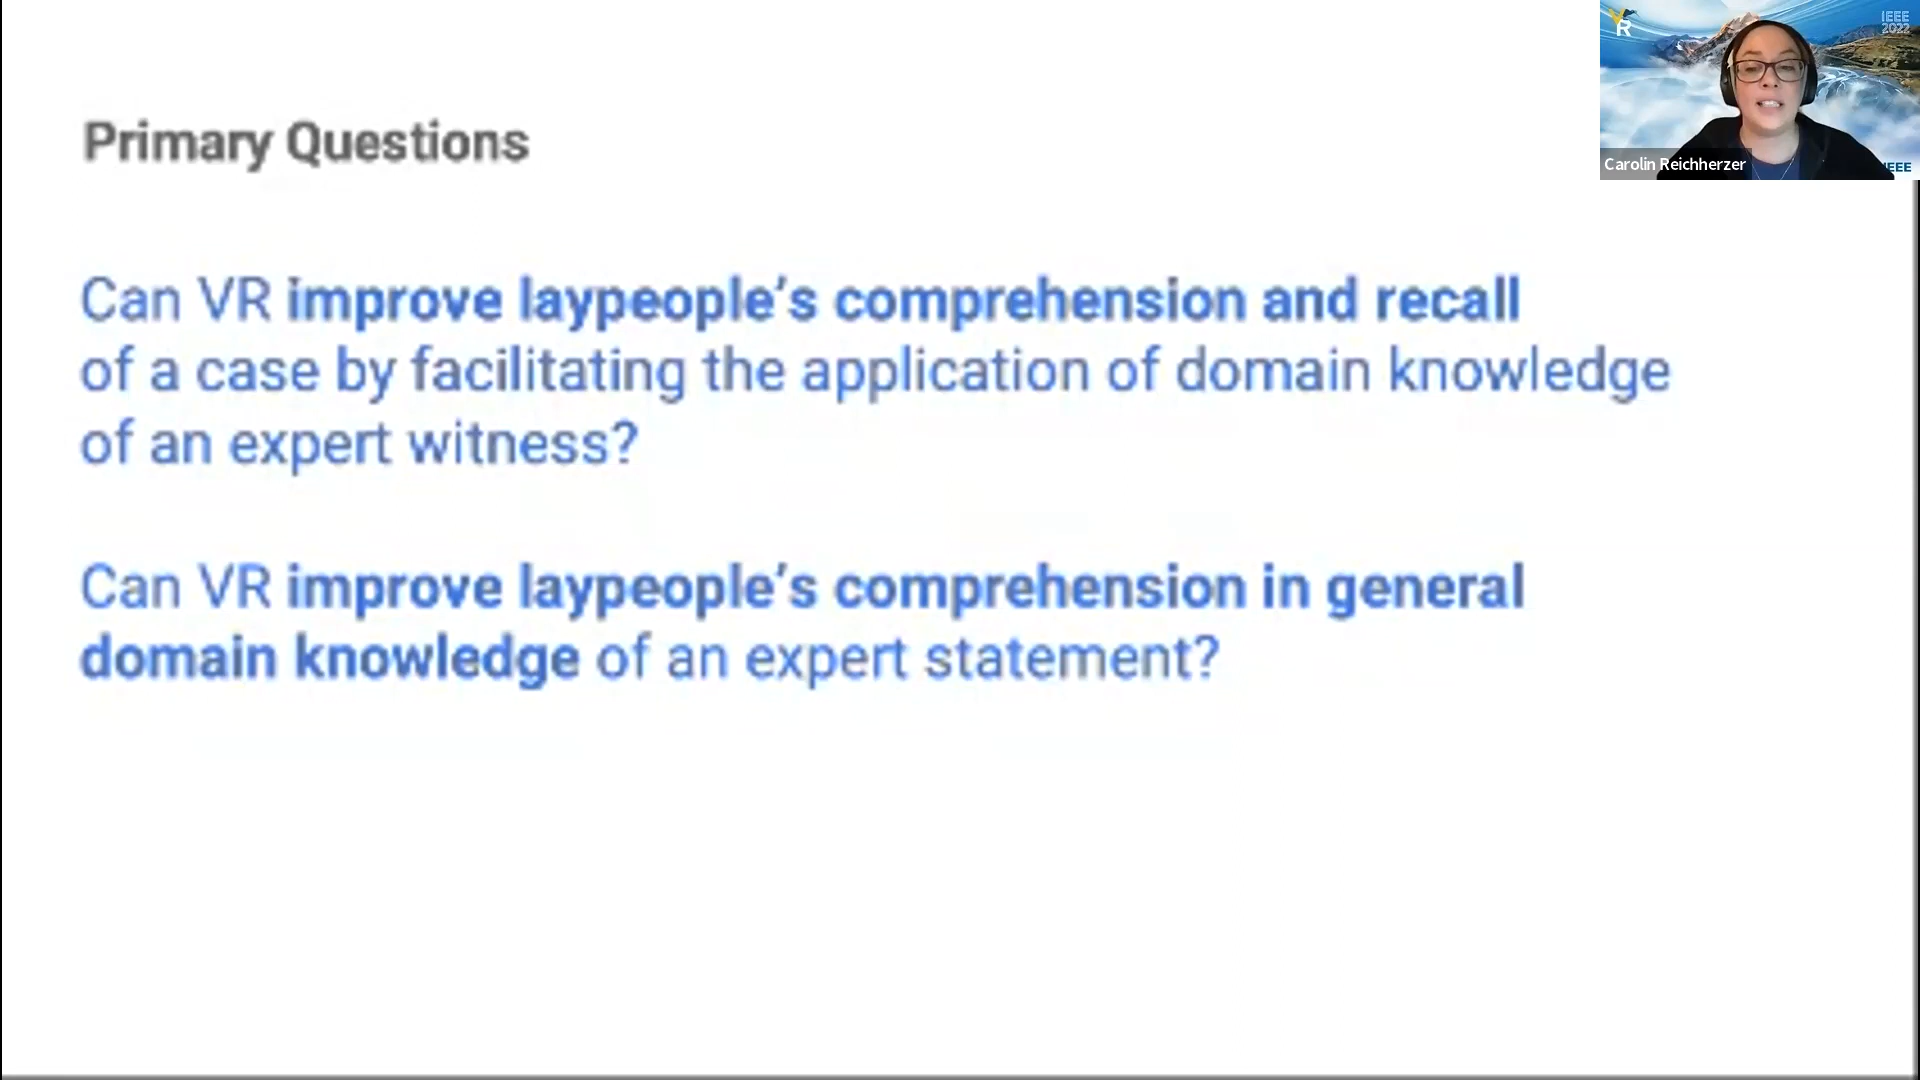 Primary Questions
Can VR improve laypeople’s comprehension and recall
of a case by facilitating the application of domain knowledge
of an expert witness?
Can VR improve laypeople’s comprehension in general
domain knowledge of an expert statement?
VR
IEEE
2022
Carolin Reichherzer
IEEE